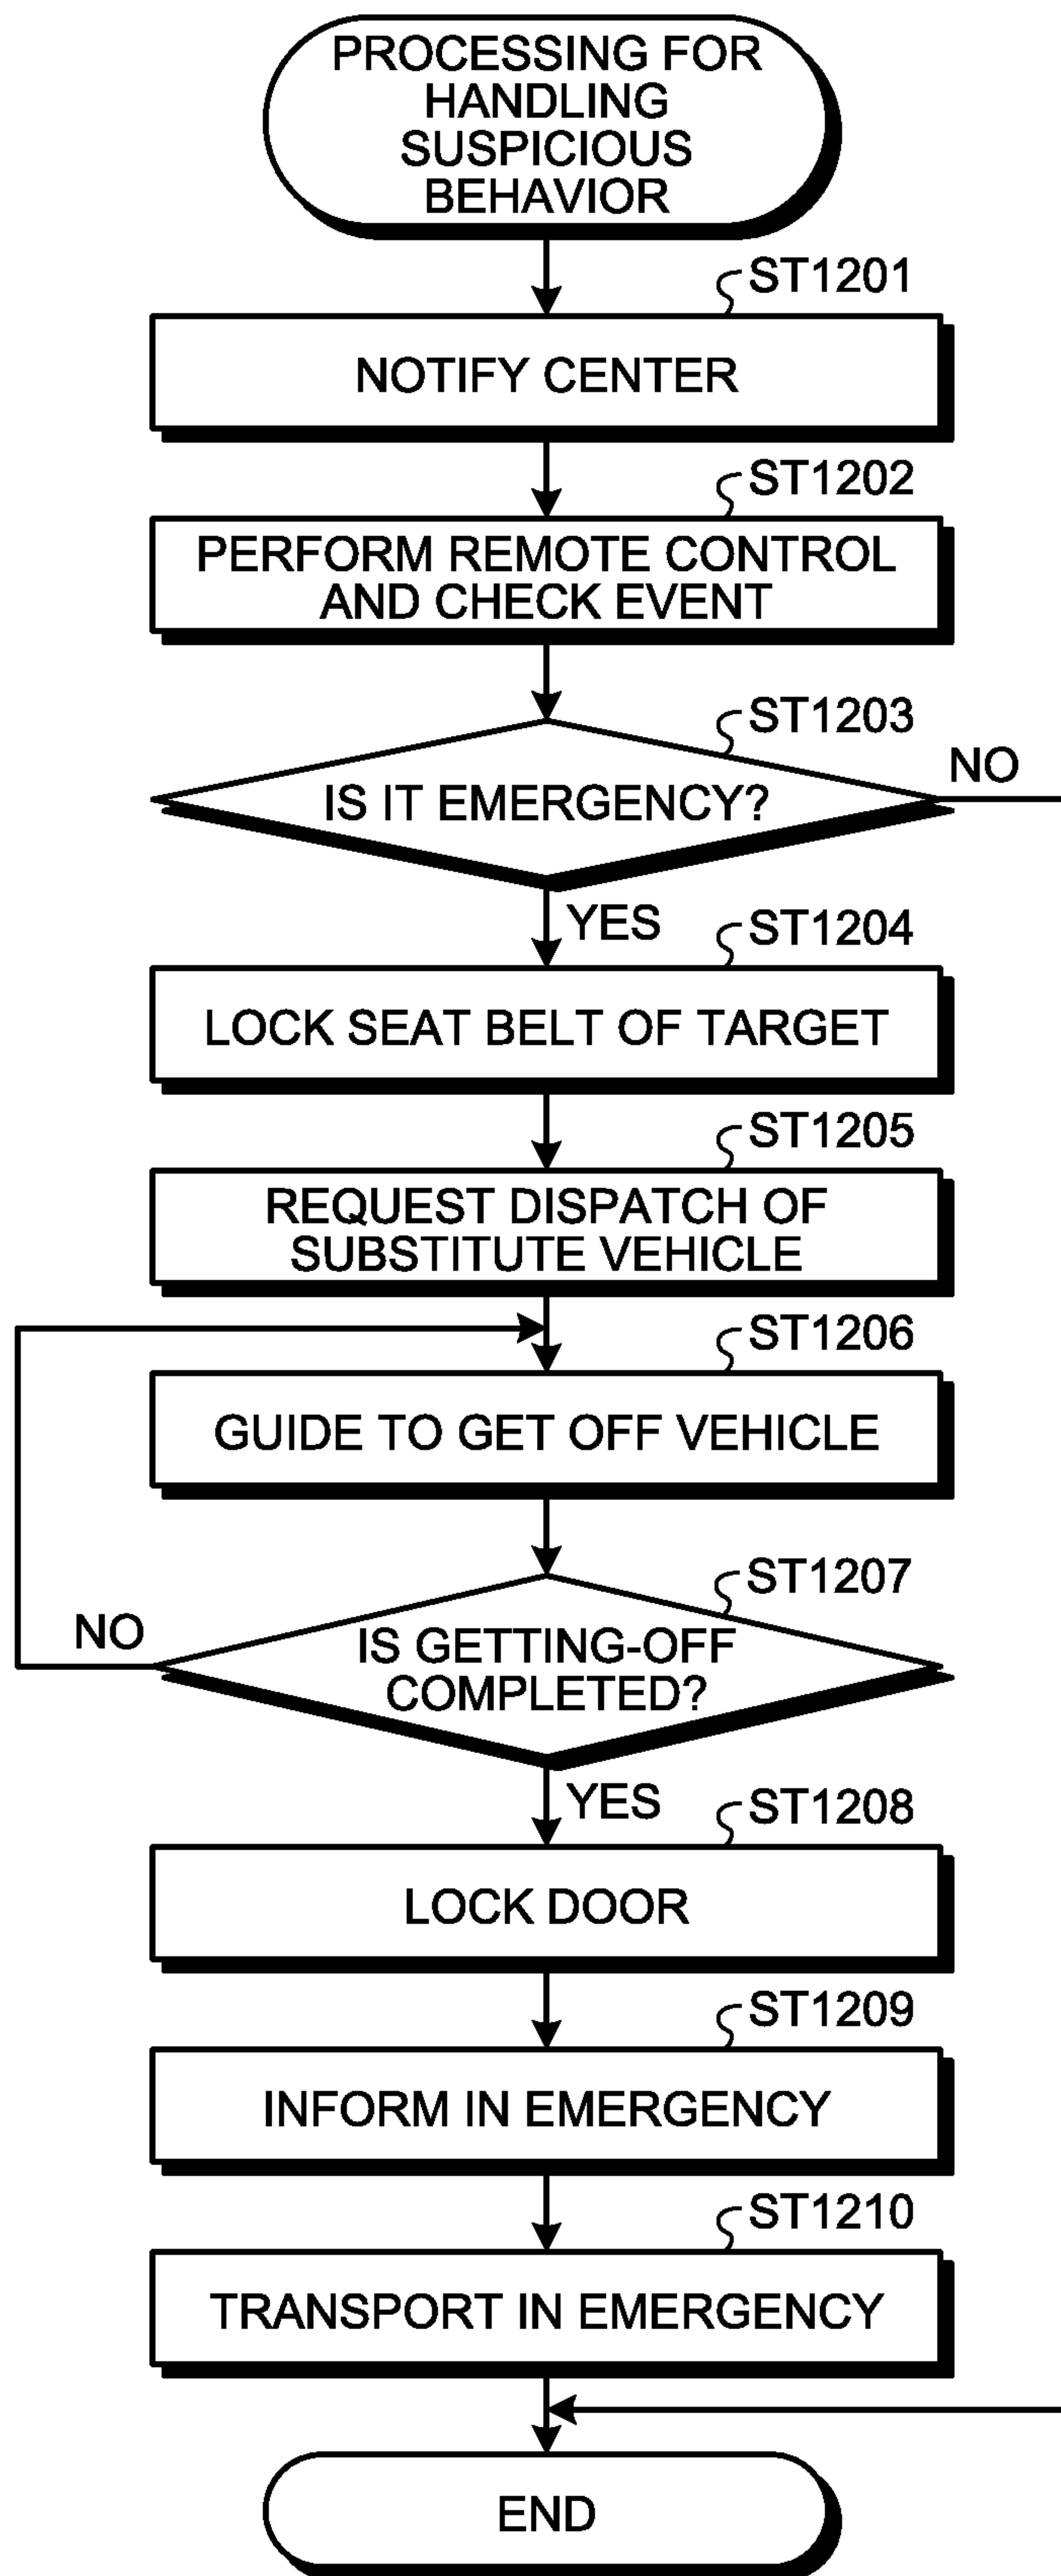 PROCESSING FOR
HANDLING
SUSPICIOUS
BEHAVIOR
ST1201
NOTIFY CENTER
ST1202
PERFORM REMOTE CONTROL
AND CHECK EVENT
ST1203
NO
IS IT EMERGENCY?
YES
ST1204
LOCK SEAT BELT OF TARGET
ST1205
REQUEST DISPATCH OF
SUBSTITUTE VEHICLE
ST1206
GUIDE TO GET OFF VEHICLE
ST1207
NO
IS GETTING-OFF
COMPLETED?
YES
ST1208
LOCK DOOR
ST1209
INFORM IN EMERGENCY
ST1210
TRANSPORT IN EMERGENCY
END